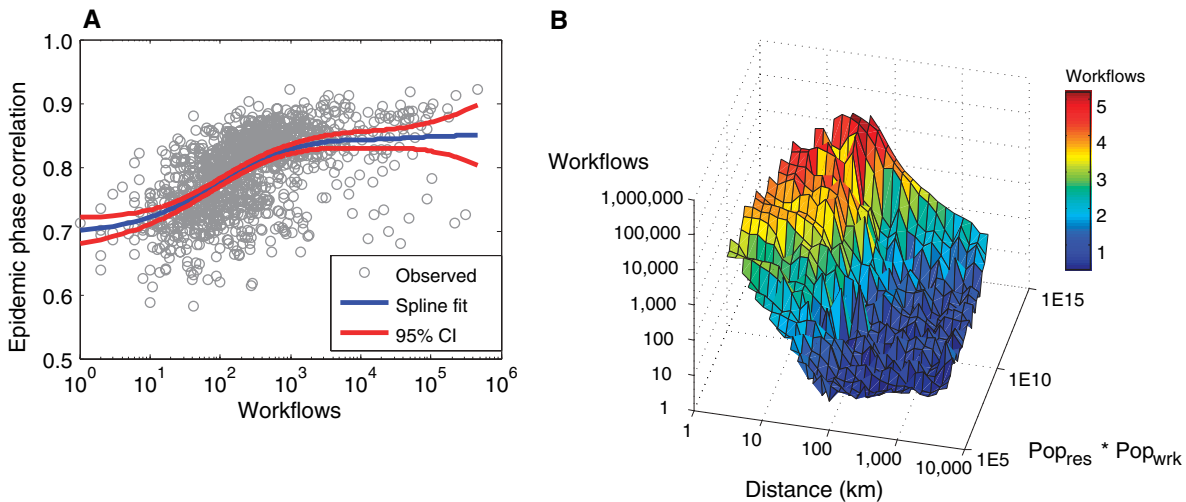 A
1.0
0.9
0.8
0.7
0.6
0.5
Epidemic phase correlation
10^0
10^1
10^2
10^3
10^4
10^5
10^6
Workflows
Observed
Spline fit
95% CI
B
Workflows
1,000,000
100,000
10,000
1,000
100
10
1
1
10
100
1,000
10,000
Distance (km)
1E5
1E10
1E15
Pop_res * Pop_wrk
Workflows
5
4
3
2
1